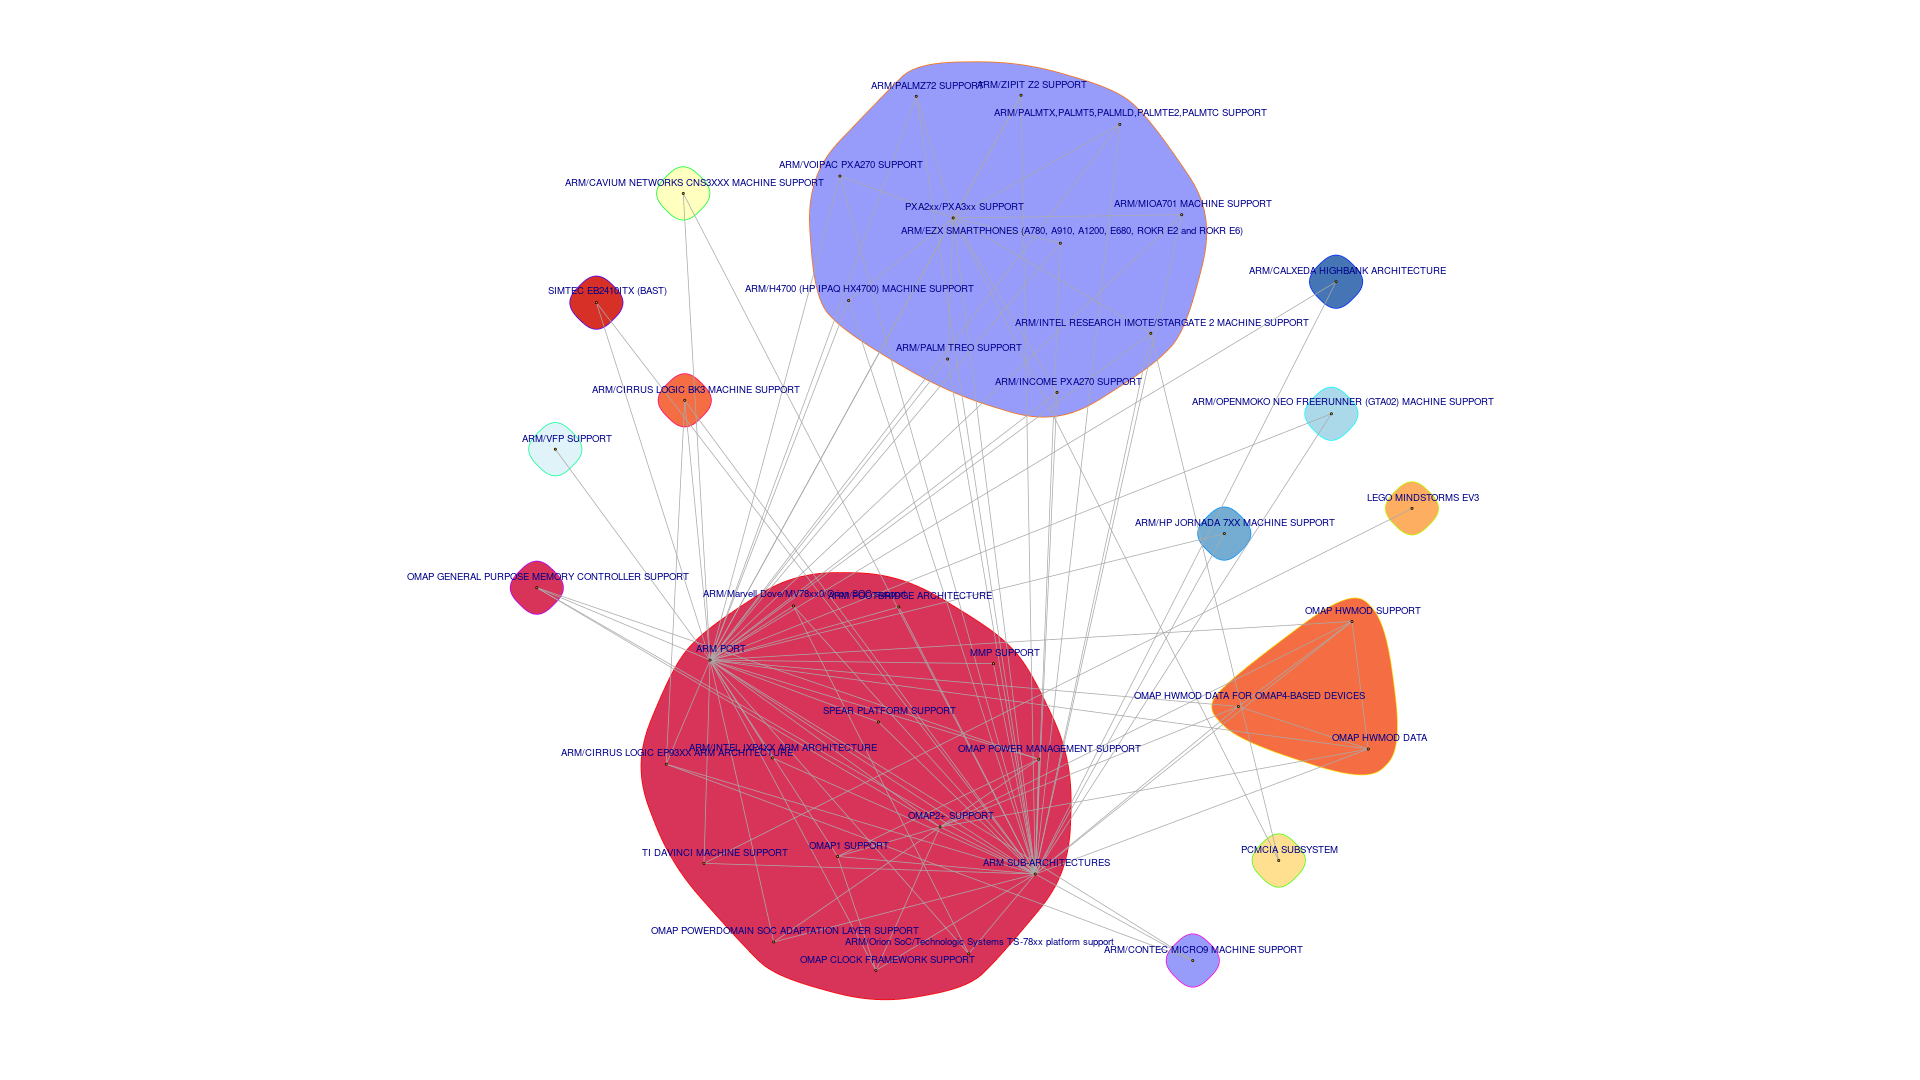 ARM/PALMZ72 SUPPORT
ARM/ZIPIT Z2 SUPPORT
ARM/PALMTX,PALMT5,PALMLD,PALMTE2,PALMTC SUPPORT
ARM/VOIPAC PXA270 SUPPORT
ARM/CAVIUM NETWORKS CNS3XXX MACHINE SUPPORT
PXA2xx/PXA3xx SUPPORT
ARM/MIOA701 MACHINE SUPPORT
ARM/EZX SMARTPHONES (A780, A910, A1200, E680, ROKR E2 and ROKR E6)
ARM/CALXEDA HIGHBANK ARCHITECTURE
SIMTEC EB2410ITX (BAST)
ARM/H4700 (HP IPAQ HX4700) MACHINE SUPPORT
ARM/INTEL RESEARCH IMOTE/STARGATE 2 MACHINE SUPPORT
ARM/PALM TREO SUPPORT
ARM/INCOME PXA270 SUPPORT
ARM/CIRRUS LOGIC BK3 MACHINE SUPPORT
ARM/OPENMOKO NEO FREERUNNER (GTA02) MACHINE SUPPORT
ARM/VFP SUPPORT
LEGO MINDSTORMS EV3
ARM/HP JORNADA 7XX MACHINE SUPPORT
OMAP GENERAL PURPOSE MEMORY CONTROLLER SUPPORT
ARM/Marvell Dove/MV78xx0/Orion SOC support
ARM/FOOTBRIDGE ARCHITECTURE
OMAP HWMOD SUPPORT
ARM PORT
MMP SUPPORT
OMAP HWMOD DATA FOR OMAP4-BASED DEVICES
SPEAR PLATFORM SUPPORT
OMAP HWMOD DATA
ARM/INTEL IXP4XX ARM ARCHITECTURE
ARM/CIRRUS LOGIC EP93XX ARM ARCHITECTURE
OMAP POWER MANAGEMENT SUPPORT
OMAP2+ SUPPORT
OMAP1 SUPPORT
TI DAVINCI MACHINE SUPPORT
ARM SUB-ARCHITECTURES
PCMCIA SUBSYSTEM
OMAP POWERDOMAIN SOC ADAPTATION LAYER SUPPORT
ARM/Orion SoC/Technologic Systems TS-78xx platform support
ARM/CONTEC MICRO9 MACHINE SUPPORT
OMAP CLOCK FRAMEWORK SUPPORT